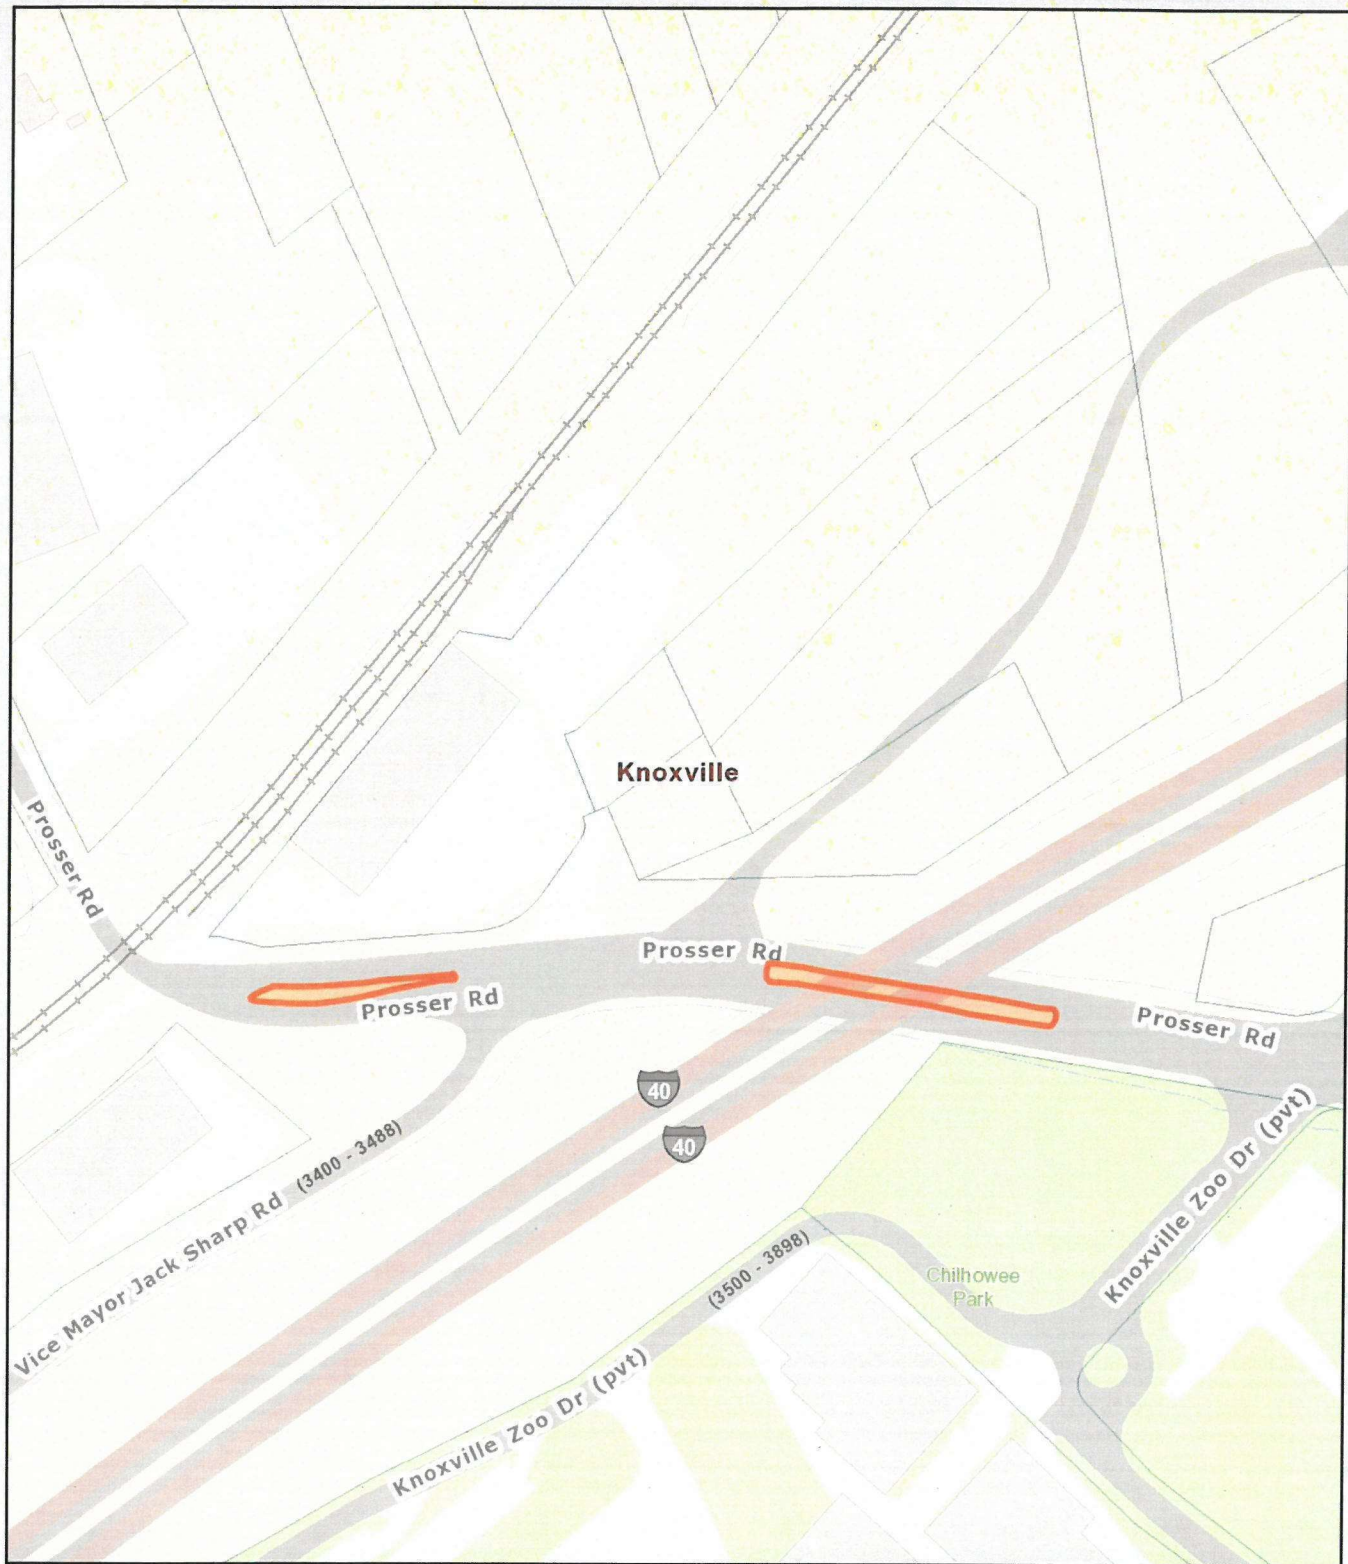 Knoxville
Prosser Rd
Prosser Rd
Prosser Rd
Prosser Rd
40
40
(3400 - 3488)
Vice Mayor Jack Sharp Rd
Knoxville Zoo Dr (pvt)
(3500 - 3898)
Chilhowee
Park
Knoxville Zoo Dr (pvt)